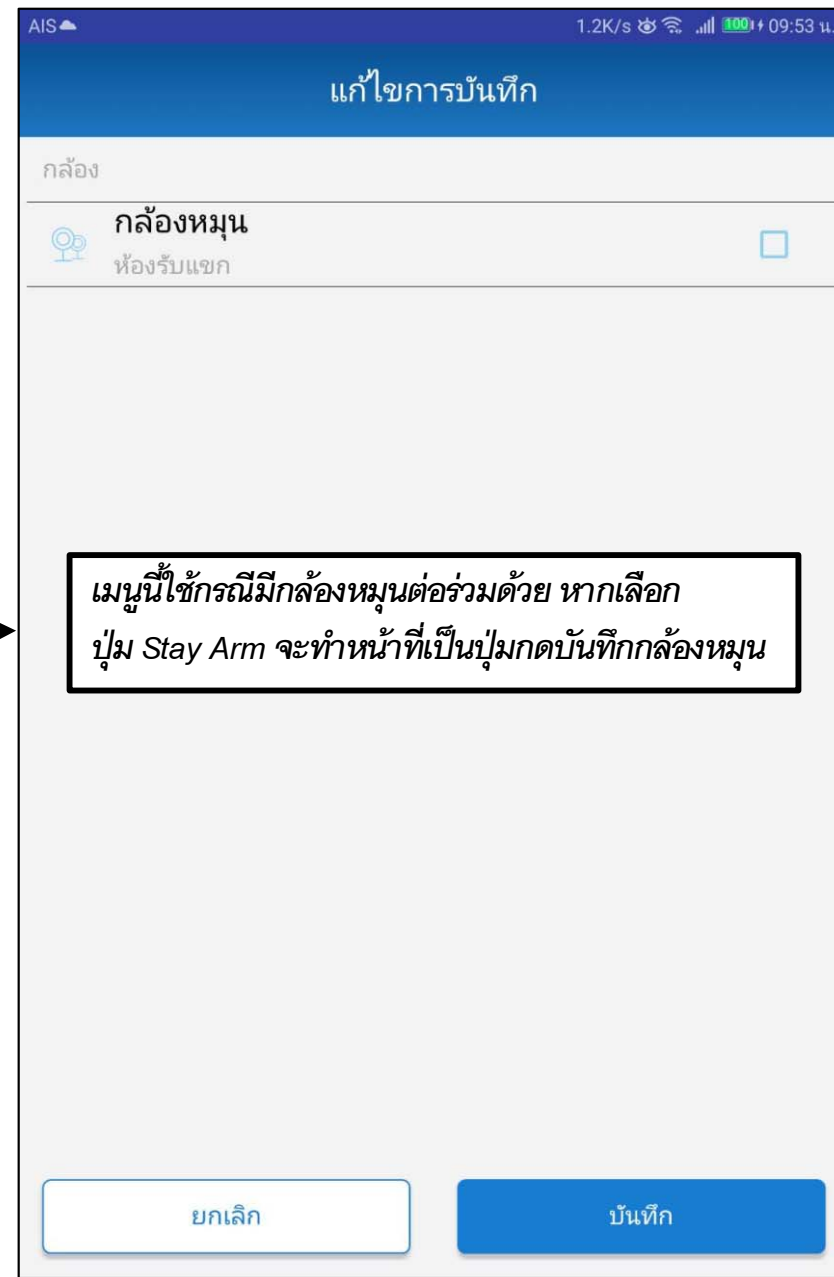 AIS 1.2K/s 100 09:53 น.
แก้ไขการบันทึก
กล้อง
กล้องหมุน
ห้องรับแขก
เมนูนี้ใช้กรณีมีกล้องหมุนต่อร่วมด้วย หากเลือก
ปุ่ม Stay Arm จะทำหน้าที่เป็นปุ่มกดบันทึกกล้องหมุน
ยกเลิก บันทึก